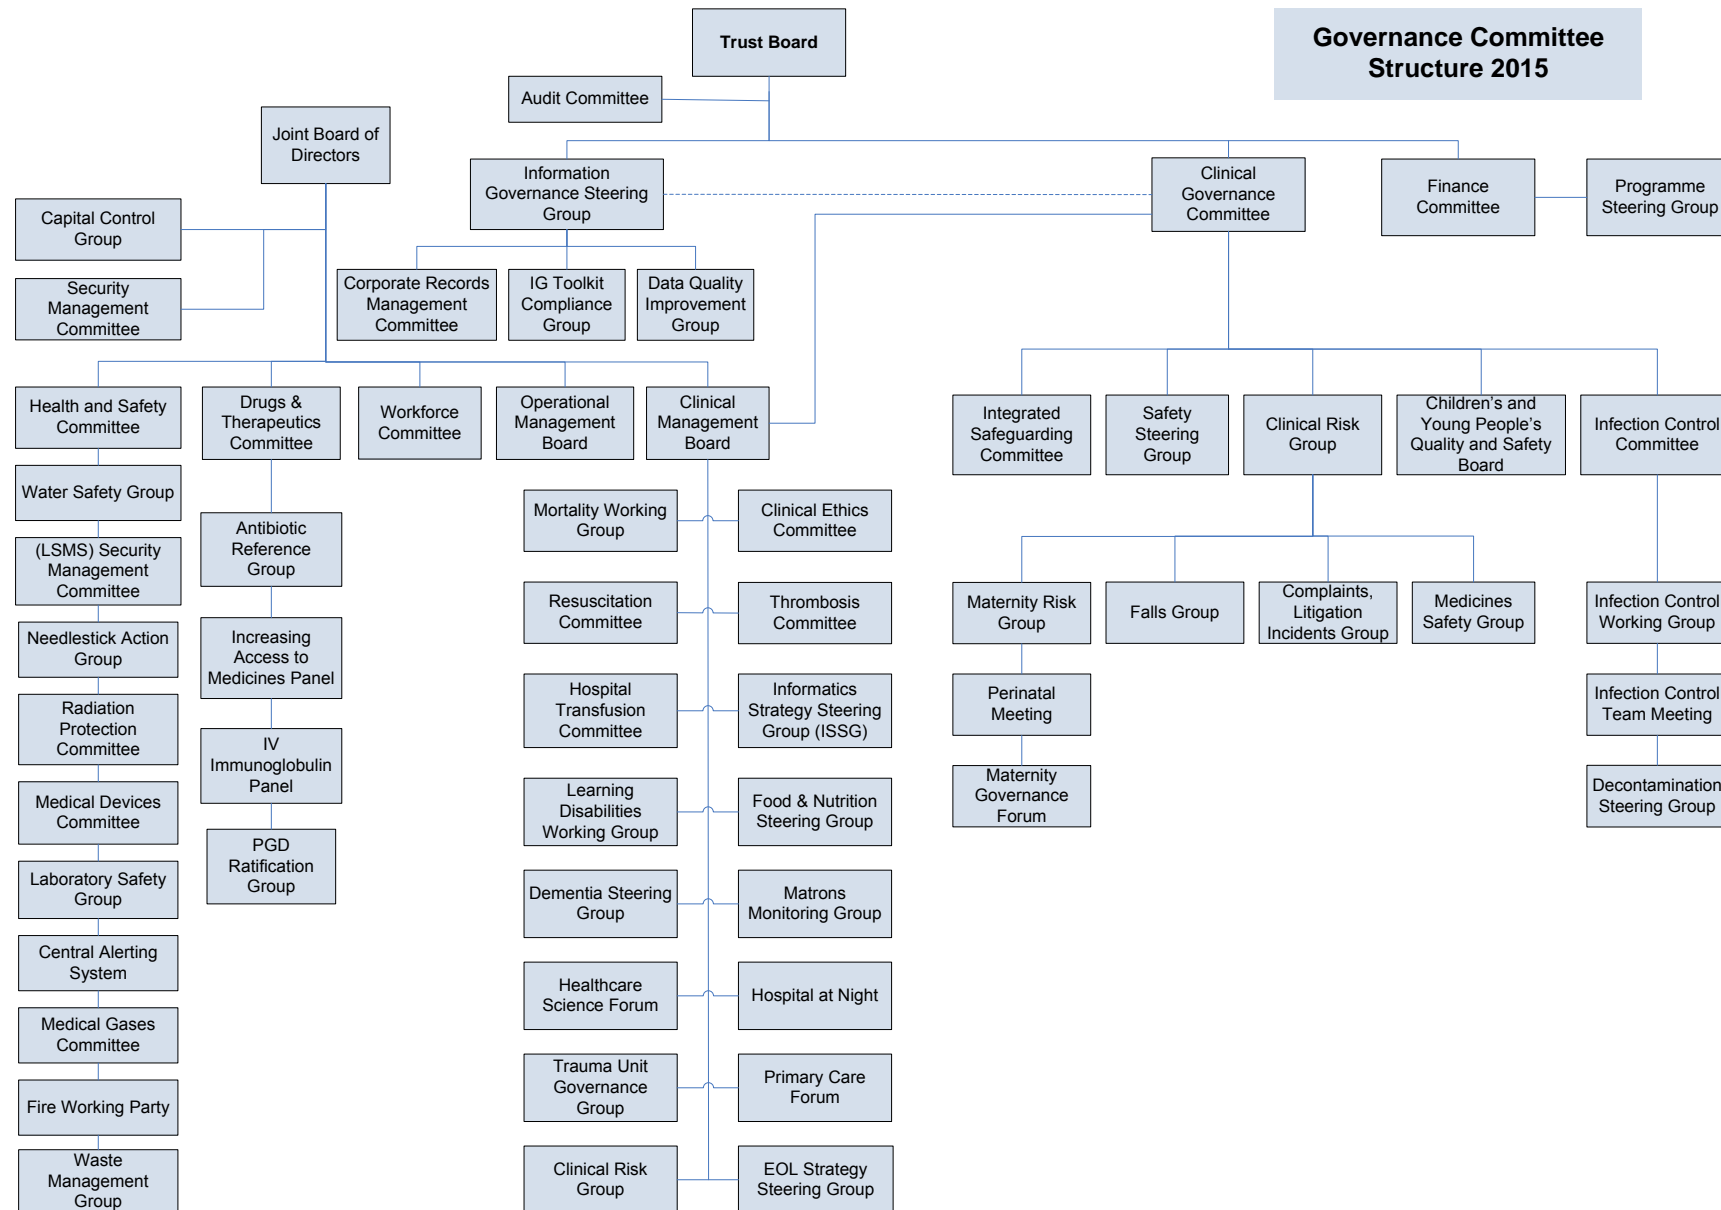 Trust Board
Governance Committee
Structure 2015
Audit Committee
Joint Board of
Directors
Information
Governance Steering
Group
Clinical
Governance
Committee
Finance
Committee
Programme
Steering Group
Capital Control
Group
Security
Management
Committee
Corporate Records
Management
Committee
IG Toolkit
Compliance
Group
Data Quality
Improvement
Group
Health and Safety
Committee
Drugs &
Therapeutics
Committee
Workforce
Committee
Operational
Management
Board
Clinical
Management
Board
Integrated
Safeguarding
Committee
Safety
Steering
Group
Clinical Risk
Group
Children's and
Young People's
Quality and Safety
Board
Infection Control
Committee
Water Safety Group
(LSMS) Security
Management
Committee
Needlestick Action
Group
Radiation
Protection
Committee
Medical Devices
Committee
Laboratory Safety
Group
Central Alerting
System
Medical Gases
Committee
Fire Working Party
Waste
Management
Group
Antibiotic
Reference
Group
Increasing
Access to
Medicines Panel
IV
Immunoglobulin
Panel
PGD
Ratification
Group
Mortality Working
Group
Clinical Ethics
Committee
Resuscitation
Committee
Thrombosis
Committee
Hospital
Transfusion
Committee
Informatics
Strategy Steering
Group (ISSG)
Learning
Disabilities
Working Group
Food & Nutrition
Steering Group
Dementia Steering
Group
Matrons
Monitoring Group
Healthcare
Science Forum
Hospital at Night
Trauma Unit
Governance
Group
Primary Care
Forum
Clinical Risk
Group
EOL Strategy
Steering Group
Maternity Risk
Group
Falls Group
Complaints,
Litigation
Incidents Group
Medicines
Safety Group
Perinatal
Meeting
Maternity
Governance
Forum
Infection Control
Working Group
Infection Control
Team Meeting
Decontamination
Steering Group